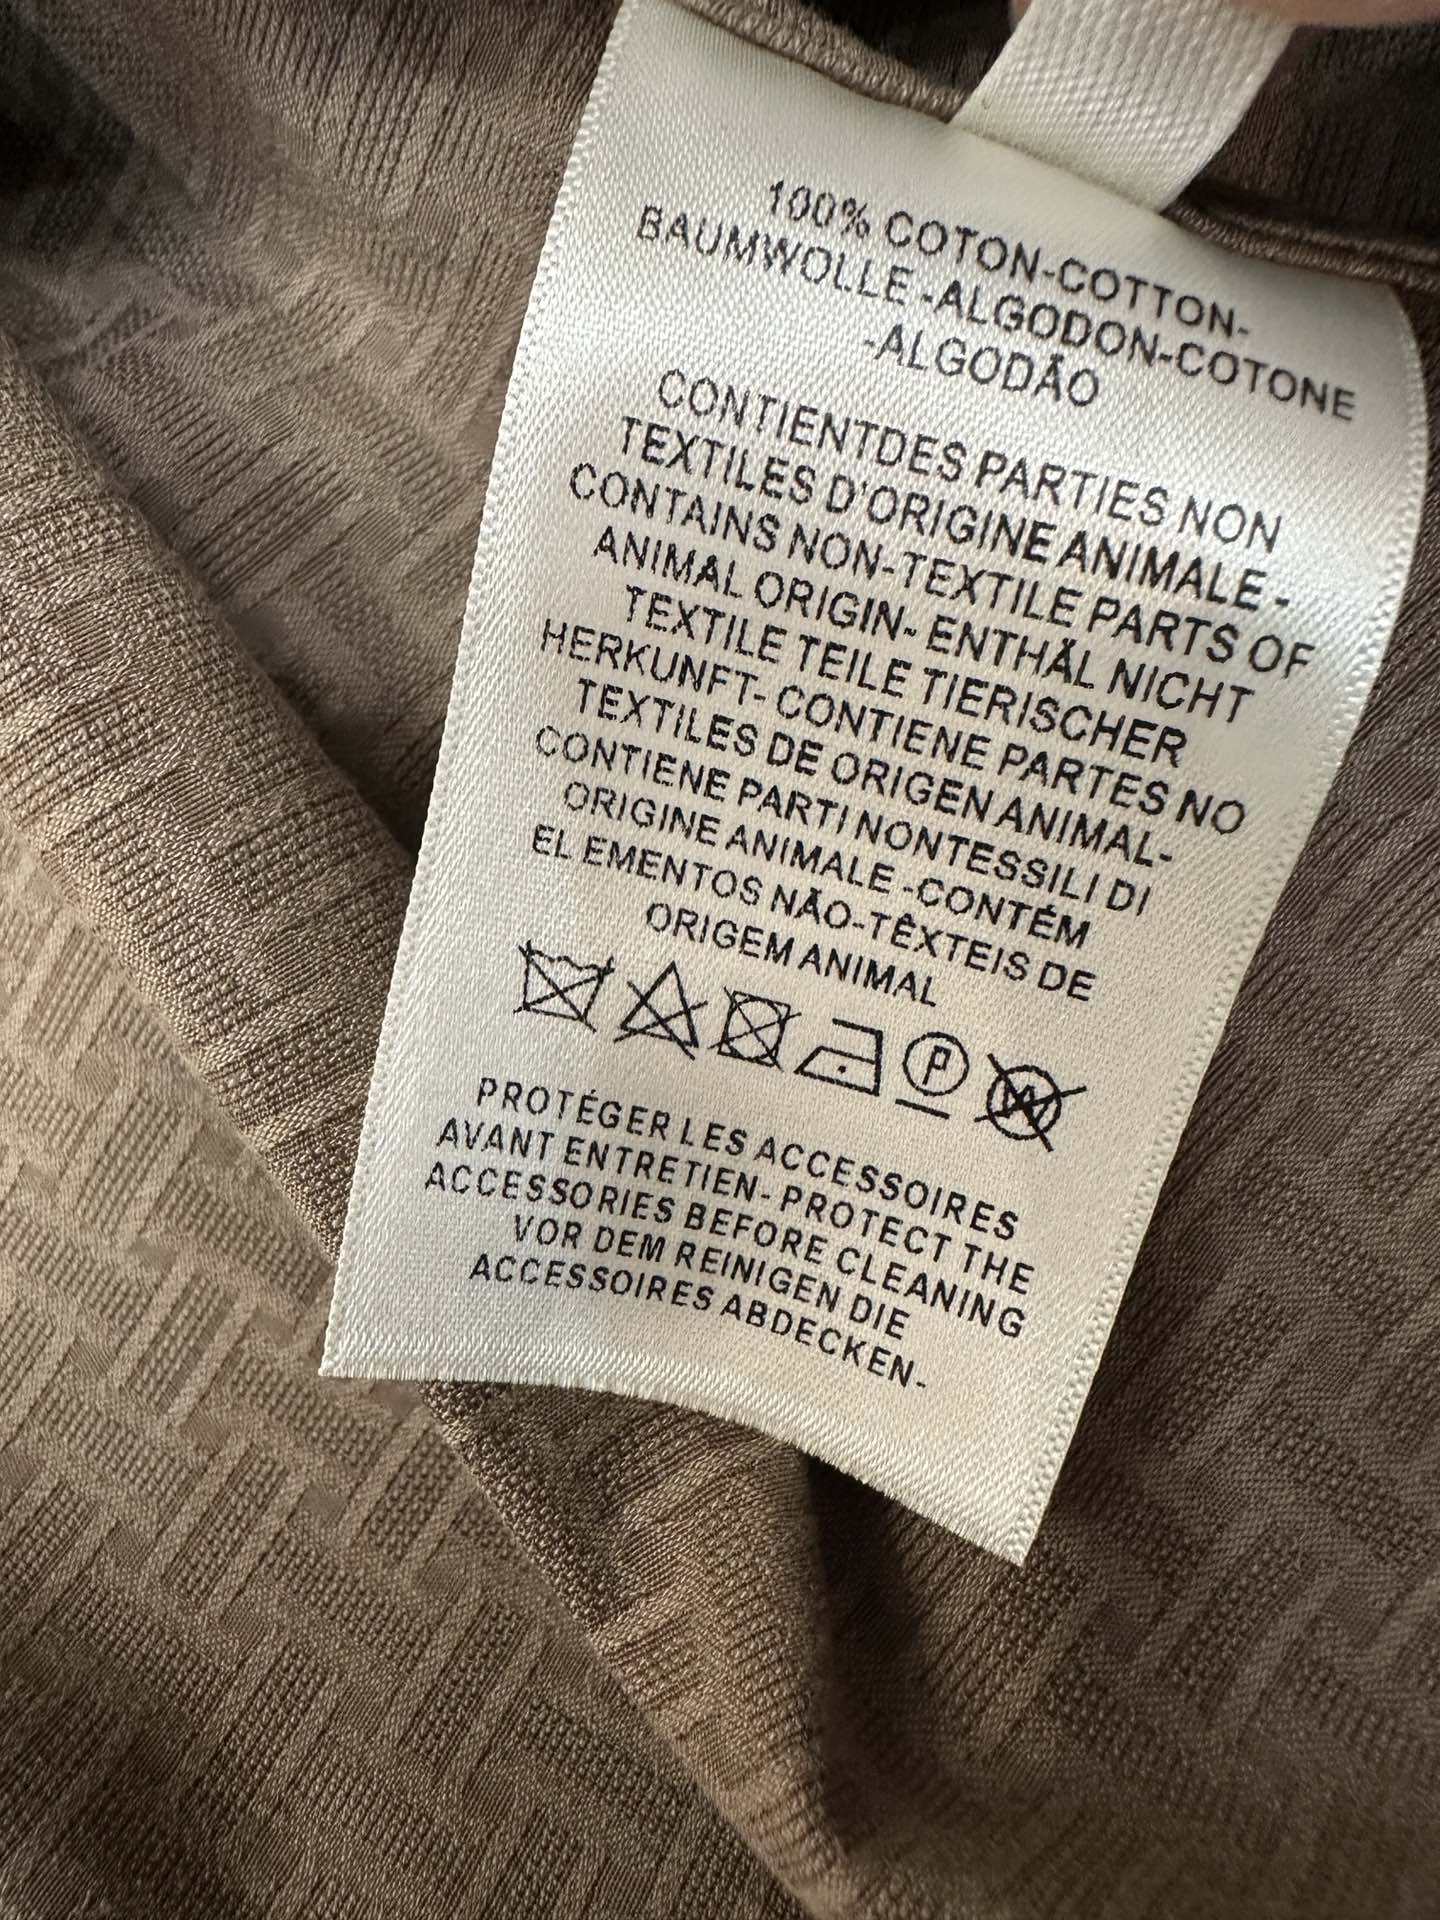 100% COTON-COTTON-
BAUMWOLLE-ALGODON-COTONE
-ALGODÃO
CONTIENTDES PARTIES NON
TEXTILES D'ORIGINE ANIMALE-
CONTAINS NON-TEXTILE PARTS OF
ANIMAL ORIGIN- ENTHÄL NICHT
TEXTILE TEILE TIERISCHER
HERKUNFT- CONTIENE PARTES NO
TEXTILES DE ORIGEN ANIMAL-
CONTIENE PARTI NONTESSILI DI
ORIGINE ANIMALE-CONTÉM
EL EMENTOS NÃO-TÊXTEIS DE
ORIGEM ANIMAL
P W
PROTÉGER LES ACCESSOIRES
AVANT ENTRETIEN- PROTECT THE
ACCESSORIES BEFORE CLEANING
VOR DEM REINIGEN DIE
ACCESSOIRES ABDECKEN-